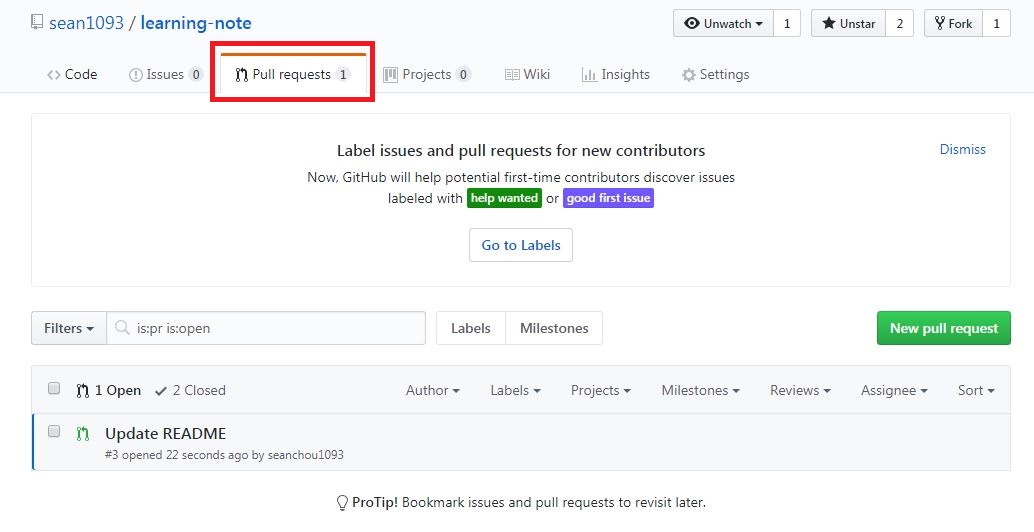 sean1093 / learning-note Unwatch 1 Unstar 2 Fork 1
Code Issues 0 Pull requests 1 Projects 0 Wiki Insights Settings
Label issues and pull requests for new contributors Dismiss
Now, GitHub will help potential first-time contributors discover issues
labeled with help wanted or good first issue
Go to Labels
Filters is:pr is:open Labels Milestones New pull request
1 Open 2 Closed Author Labels Projects Milestones Reviews Assignee Sort
Update README
#3 opened 22 seconds ago by seanchou1093
ProTip! Bookmark issues and pull requests to revisit later.